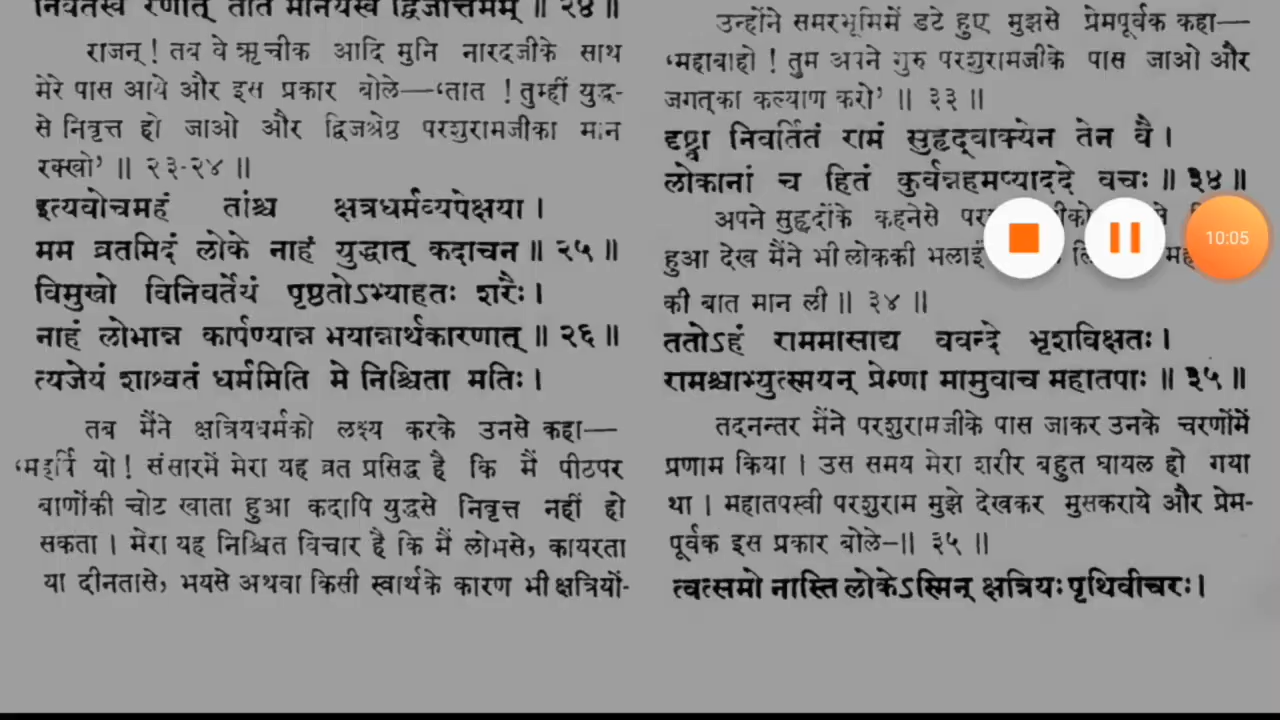 निवर्तस्व रणात् तात मानयस्व द्विजोत्तमम् ॥ २४॥
राजन् ! तब वे ऋचीक आदि मुनि नारदजीके साथ
मेरे पास आये और इस प्रकार बोले—‘तात ! तुम्हीं युद्ध-
से निवृत्त हो जाओ और द्विजश्रेष्ठ परशुरामजीका मान
रक्खो’ ॥ २३-२४ ॥
इत्यवोचमहं तांश्च क्षत्रधर्मव्यपेक्षया ।
मम व्रतमिदं लोके नाहं युद्धात् कदाचन ॥ २५ ॥
विमुखो विनिवर्तेयं पृष्ठतोऽभ्याहतः शरैः ।
नाहं लोभान्न कार्पण्यान्न भयान्नार्थकारणात् ॥ २६ ॥
त्यजेयं शाश्वतं धर्ममिति मे निश्चिता मतिः ।
तब मैंने क्षत्रियधर्मको लक्ष्य करके उनसे कहा—
‘महर्षि यो ! संसारमें मेरा यह व्रत प्रसिद्ध है कि मैं पीठपर
बाणोंकी चोट खाता हुआ कदापि युद्धसे निवृत्त नहीं हो
सकता । मेरा यह निश्चित विचार है कि मैं लोभसे, कायरता
या दीनतासे, भयसे अथवा किसी स्वार्थके कारण भी क्षत्रियों-
उन्होंने समरभूमिमें डटे हुए मुझसे प्रेमपूर्वक कहा—
‘महाबाहो ! तुम अपने गुरु परशुरामजीके पास जाओ और
जगत्‌का कल्याण करो’ ॥ ३३ ॥
दृष्ट्वा निवर्तितं रामं सुहृद्वाक्येन तेन वै ।
लोकानां च हितं कुर्वन्नहमप्याददे वचः ॥ ३४ ॥
अपने सुहृदोंके कहनेसे
हुआ देख मैंने भी लोककी भलाई
की बात मान ली ॥ ३४ ॥
ततोऽहं राममासाद्य ववन्दे भृशविक्षतः ।
रामश्चाभ्युत्स्मयन् प्रेम्णा मामुवाच महातपाः ॥ ३५ ॥
तदनन्तर मैंने परशुरामजीके पास जाकर उनके चरणोंमें
प्रणाम किया । उस समय मेरा शरीर बहुत घायल हो गया
था । महातपस्वी परशुराम मुझे देखकर मुसकराये और प्रेम-
पूर्वक इस प्रकार बोले—॥ ३५ ॥
त्वत्समो नास्ति लोकेऽस्मिन् क्षत्रियः पृथिवीचरः ।
10:05